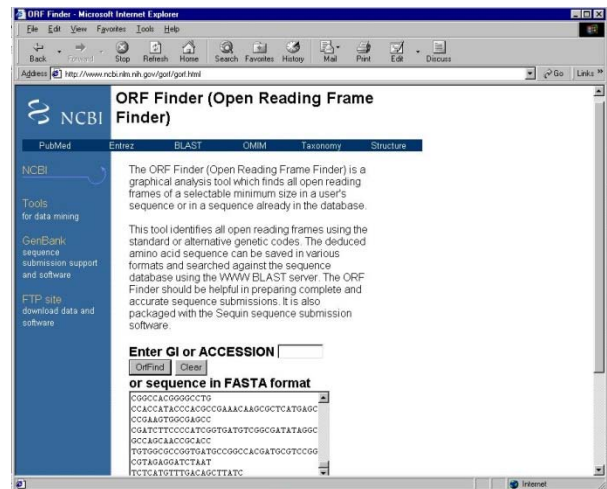 ORF Finder - Microsoft Internet Explorer
File Edit View Favorites Tools Help
Back Forward Stop Refresh Home Search Favorites History Mail Print Edit Discuss
Address http://www.ncbi.nlm.nih.gov/gorf/gorf.html Go Links »
NCBI
ORF Finder (Open Reading Frame
Finder)
PubMed Entrez BLAST OMIM Taxonomy Structure
NCBI
Tools
for data mining
GenBank
sequence
submission support
and software
FTP site
download data and
software
The ORF Finder (Open Reading Frame Finder) is a
graphical analysis tool which finds all open reading
frames of a selectable minimum size in a user's
sequence or in a sequence already in the database.
This tool identifies all open reading frames using the
standard or alternative genetic codes. The deduced
amino acid sequence can be saved in various
formats and searched against the sequence
database using the WWW BLAST server. The ORF
Finder should be helpful in preparing complete and
accurate sequence submissions. It is also
packaged with the Sequin sequence submission
software.
Enter GI or ACCESSION
OrfFind Clear
or sequence in FASTA format
CGGCCACGGGGCCTG
CCACCATACCCACGCCGAAACAAGCGCTCATGAGC
CCGAAGTGGCGAGCC
CGATCTTCCCCATCGGTGATGTCGGCGATATAGGC
GCCAGCAACCGCACC
TGTGGCGCCGGTGATGCCGGCCACGATGCGTCCGG
CGTAGAGGATCTAAT
TCTCATGTTTGACAGCTTATC
Internet